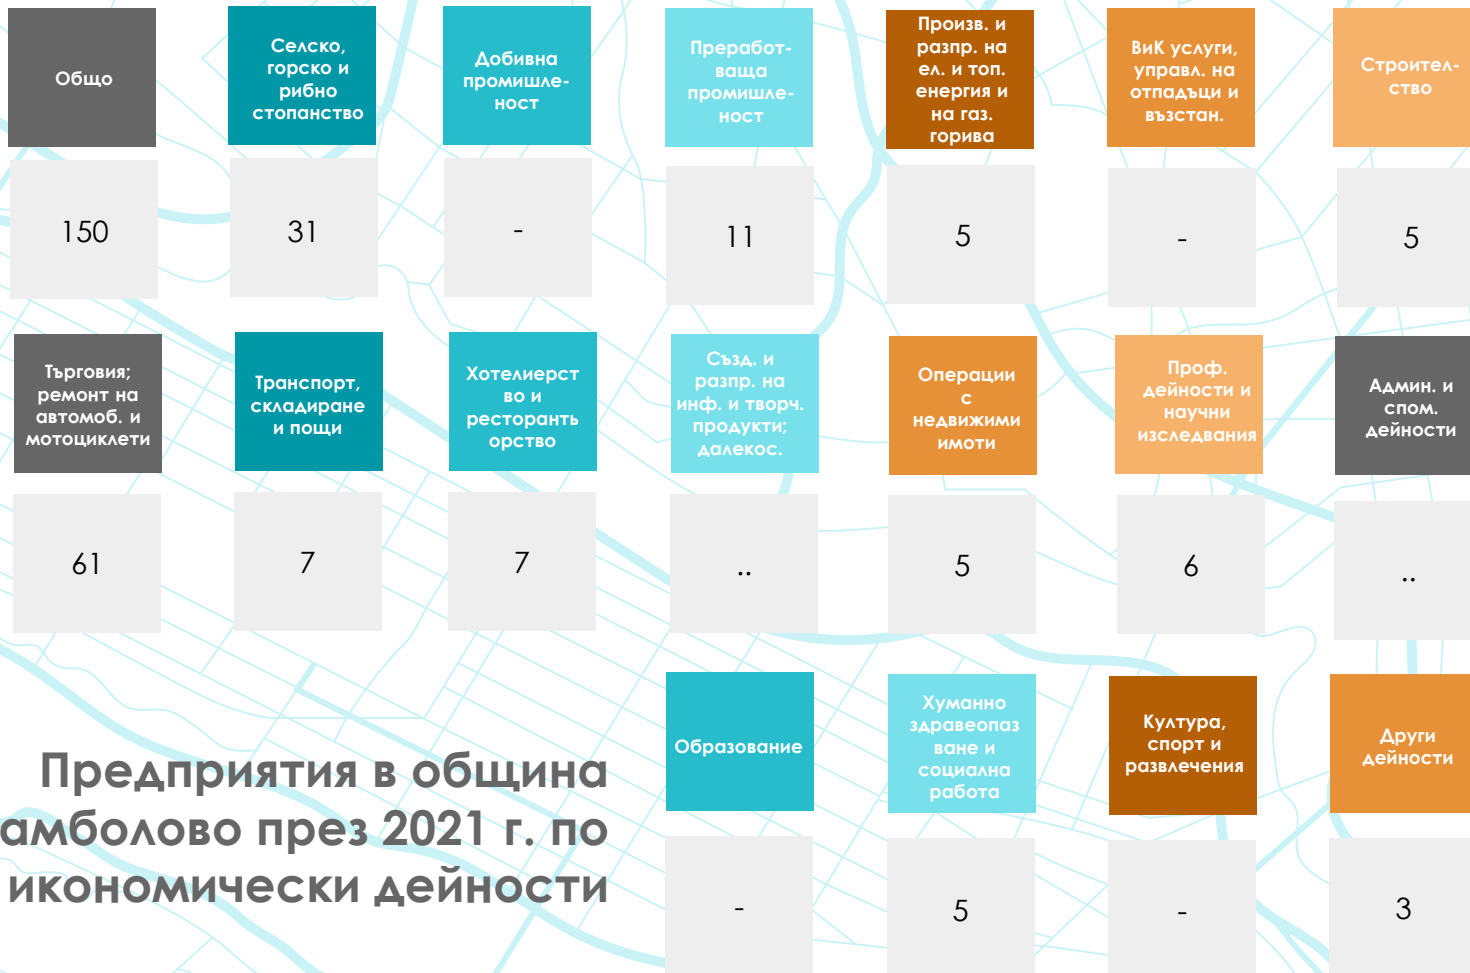 Общо
Селско,
горско и
рибно
стопанство
Добивна
промишле-
ност
Преработ-
ваща
промишле-
ност
Произв. и
разпр. на
ел. и топ.
енергия и
на газ.
горива
ВиК услуги,
управл. на
отпадъци и
възстан.
Строител-
ство
150
31
-
11
5
-
5
Търговия;
ремонт на
автомоб. и
мотоциклети
Транспорт,
складиране
и пощи
Хотелиерст
во и
ресторантъ
орство
Създ. и
разпр. на
инф. и творч.
продукти;
далекос.
Операции
с
недвижими
имоти
Проф.
дейности и
научни
изследвания
Админ. и
спом.
дейности
61
7
7
..
5
6
..
Образование
Хуманно
здравеопаз
ване и
социална
работа
Култура,
спорт и
развлечения
Други
дейности
-
5
-
3
Предприятия в община
амболово през 2021 г. по
икономически дейности